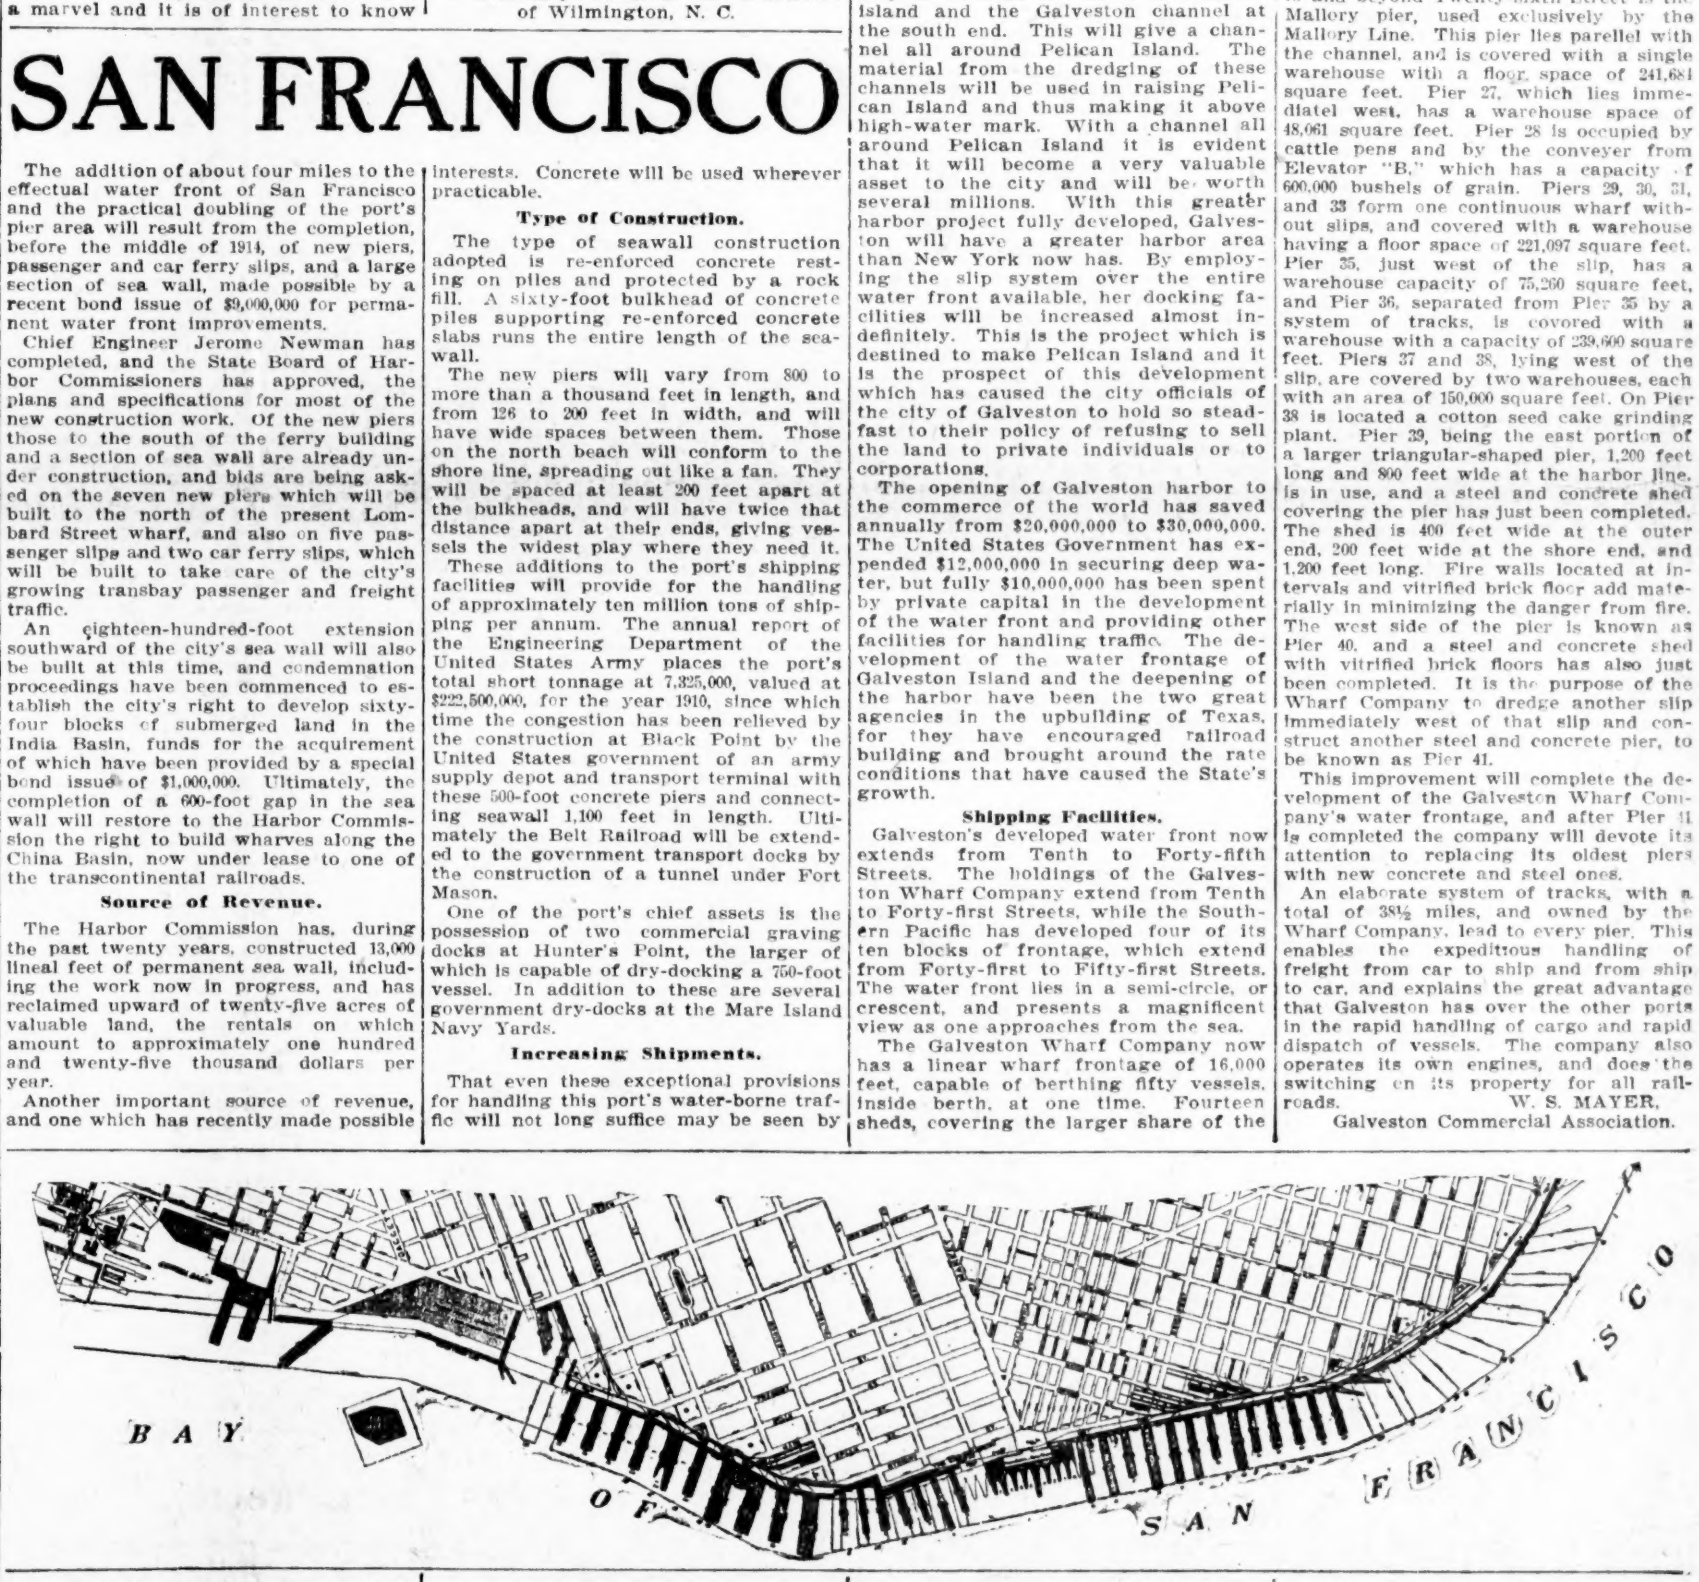 a marvel and it is of interest to know
of Wilmington, N. C.
SAN FRANCISCO
The addition of about four miles to the
effectual water front of San Francisco
and the practical doubling of the port's
pier area will result from the completion,
before the middle of 1914, of new piers,
passenger and car ferry slips, and a large
section of sea wall, made possible by a
recent bond issue of $9,000,000 for perma-
nent water front improvements.
Chief Engineer Jerome Newman has
completed, and the State Board of Har-
bor Commissioners has approved, the
plans and specifications for most of the
new construction work. Of the new piers
those to the south of the ferry building
and a section of sea wall are already un-
der construction, and bids are being ask-
ed on the seven new piers which will be
built to the north of the present Lom-
bard Street wharf, and also on five pas-
senger slips and two car ferry slips, which
will be built to take care of the city's
growing transbay passenger and freight
traffic.
An eighteen-hundred-foot extension
southward of the city's sea wall will also
be built at this time, and condemnation
proceedings have been commenced to es-
tablish the city's right to develop sixty-
four blocks of submerged land in the
India Basin, funds for the acquirement
of which have been provided by a special
bond issue of $1,000,000. Ultimately, the
completion of a 600-foot gap in the sea
wall will restore to the Harbor Commis-
sion the right to build wharves along the
China Basin, now under lease to one of
the transcontinental railroads.
Source of Revenue.
The Harbor Commission has, during
the past twenty years, constructed 13,000
lineal feet of permanent sea wall, includ-
ing the work now in progress, and has
reclaimed upward of twenty-five acres of
valuable land, the rentals on which
amount to approximately one hundred
and twenty-five thousand dollars per
year.
Another important source of revenue,
and one which has recently made possible
interests. Concrete will be used wherever
practicable.
Type of Construction.
The type of seawall construction
adopted is re-enforced concrete rest-
ing on piles and protected by a rock
fill. A sixty-foot bulkhead of concrete
piles supporting re-enforced concrete
slabs runs the entire length of the sea-
wall.
The new piers will vary from 800 to
more than a thousand feet in length, and
from 126 to 200 feet in width, and will
have wide spaces between them. Those
on the north beach will conform to the
shore line, spreading out like a fan. They
will be spaced at least 200 feet apart at
the bulkheads, and will have twice that
distance apart at their ends, giving ves-
sels the widest play where they need it.
These additions to the port's shipping
facilities will provide for the handling
of approximately ten million tons of ship-
ping per annum. The annual report of
the Engineering Department of the
United States Army places the port's
total short tonnage at 7,325,000, valued at
$222,500,000, for the year 1910, since which
time the congestion has been relieved by
the construction at Black Point by the
United States government of an army
supply depot and transport terminal with
these 500-foot concrete piers and connect-
ing seawall 1,100 feet in length. Ulti-
mately the Belt Railroad will be extend-
ed to the government transport docks by
the construction of a tunnel under Fort
Mason.
One of the port's chief assets is the
possession of two commercial graving
docks at Hunter's Point, the larger of
which is capable of dry-docking a 750-foot
vessel. In addition to these are several
government dry-docks at the Mare Island
Navy Yards.
Increasing Shipments.
That even these exceptional provisions
for handling this port's water-borne traf-
fic will not long suffice may be seen by
island and the Galveston channel at
the south end. This will give a chan-
nel all around Pelican Island. The
material from the dredging of these
channels will be used in raising Peli-
can Island and thus making it above
high-water mark. With a channel all
around Pelican Island it is evident
that it will become a very valuable
asset to the city and will be worth
several millions. With this greater
harbor project fully developed, Galves-
ton will have a greater harbor area
than New York now has. By employ-
ing the slip system over the entire
water front available, her docking fa-
cilities will be increased almost in-
definitely. This is the project which is
destined to make Pelican Island and it
is the prospect of this development
which has caused the city officials of
the city of Galveston to hold so stead-
fast to their policy of refusing to sell
the land to private individuals or to
corporations.
The opening of Galveston harbor to
the commerce of the world has saved
annually from $20,000,000 to $30,000,000.
The United States Government has ex-
pended $12,000,000 in securing deep wa-
ter, but fully $10,000,000 has been spent
by private capital in the development
of the water front and providing other
facilities for handling traffic. The de-
velopment of the water frontage of
Galveston Island and the deepening of
the harbor have been the two great
agencies in the upbuilding of Texas,
for they have encouraged railroad
building and brought around the rate
conditions that have caused the State's
growth.
Shipping Facilities.
Galveston's developed water front now
extends from Tenth to Forty-fifth
Streets. The holdings of the Galves-
ton Wharf Company extend from Tenth
to Forty-first Streets, while the South-
ern Pacific has developed four of its
ten blocks of frontage, which extend
from Forty-first to Fifty-first Streets.
The water front lies in a semi-circle, or
crescent, and presents a magnificent
view as one approaches from the sea.
The Galveston Wharf Company now
has a linear wharf frontage of 16,000
feet, capable of berthing fifty vessels,
inside berth, at one time. Fourteen
sheds, covering the larger share of the
Mallory pier, used exclusively by the
Mallory Line. This pier lies parellel with
the channel, and is covered with a single
warehouse with a floor space of 241,681
square feet. Pier 27, which lies imme-
diatel west, has a warehouse space of
48,061 square feet. Pier 28 is occupied by
cattle pens and by the conveyer from
Elevator "B," which has a capacity f
600,000 bushels of grain. Piers 29, 30, 31,
and 33 form one continuous wharf with-
out slips, and covered with a warehouse
having a floor space of 221,097 square feet.
Pier 35, just west of the slip, has a
warehouse capacity of 75,260 square feet,
and Pier 36, separated from Pier 35 by a
system of tracks, is covored with a
warehouse with a capacity of 239,600 square
feet. Piers 37 and 38, lying west of the
slip, are covered by two warehouses, each
with an area of 150,000 square feet. On Pier
38 is located a cotton seed cake grinding
plant. Pier 39, being the east portion of
a larger triangular-shaped pier, 1,200 feet
long and 800 feet wide at the harbor line,
is in use, and a steel and concrete shed
covering the pier has just been completed.
The shed is 400 feet wide at the outer
end, 200 feet wide at the shore end, and
1,200 feet long. Fire walls located at in-
tervals and vitrified brick floor add mate-
rially in minimizing the danger from fire.
The west side of the pier is known as
Pier 40, and a steel and concrete shed
with vitrified brick floors has also just
been completed. It is the purpose of the
Wharf Company to dredge another slip
immediately west of that slip and con-
struct another steel and concrete pier, to
be known as Pier 41.
This improvement will complete the de-
velopment of the Galveston Wharf Com-
pany's water frontage, and after Pier 41
is completed the company will devote its
attention to replacing its oldest piers
with new concrete and steel ones.
An elaborate system of tracks, with a
total of 38½ miles, and owned by the
Wharf Company, lead to every pier. This
enables the expeditious handling of
freight from car to ship and from ship
to car, and explains the great advantage
that Galveston has over the other ports
in the rapid handling of cargo and rapid
dispatch of vessels. The company also
operates its own engines, and does the
switching on its property for all rail-
roads. W. S. MAYER,
Galveston Commercial Association.
BAY OF SAN FRANCISCO